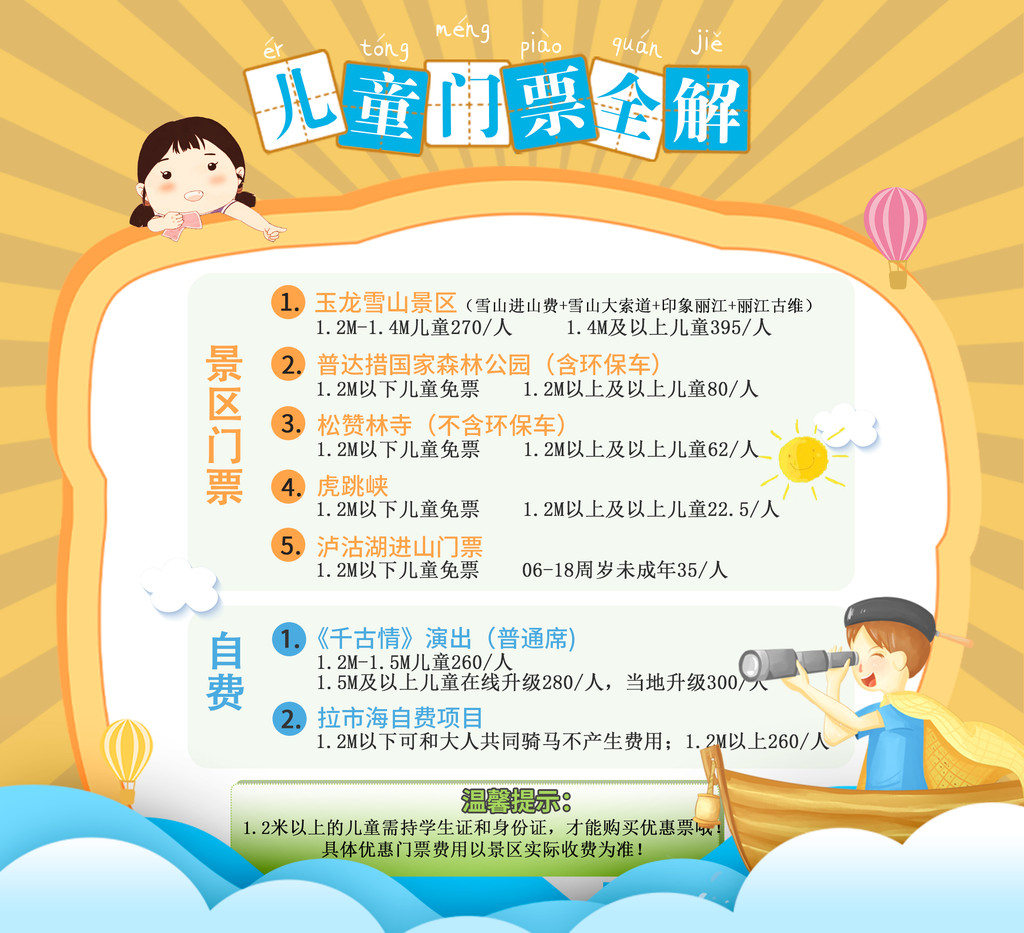 ér tóng méng piào quán jiě
儿童门票全解
景区门票
1. 玉龙雪山景区（雪山进山费+雪山大索道+印象丽江+丽江古维）
1.2M-1.4M儿童270/人 1.4M及以上儿童395/人
2. 普达措国家森林公园（含环保车）
1.2M以下儿童免票 1.2M以上及以上儿童80/人
3. 松赞林寺（不含环保车）
1.2M以下儿童免票 1.2M以上及以上儿童62/人
4. 虎跳峡
1.2M以下儿童免票 1.2M以上及以上儿童22.5/人
5. 泸沽湖进山门票
1.2M以下儿童免票 06-18周岁未成年35/人
自费
1. 《千古情》演出（普通席）
1.2M-1.5M儿童260/人
1.5M及以上儿童在线升级280/人，当地升级300/人
2. 拉市海自费项目
1.2M以下可和大人共同骑马不产生费用；1.2M以上260/人
温馨提示：
1.2米以上的儿童需持学生证和身份证，才能购买优惠票哦！
具体优惠门票费用以景区实际收费为准！